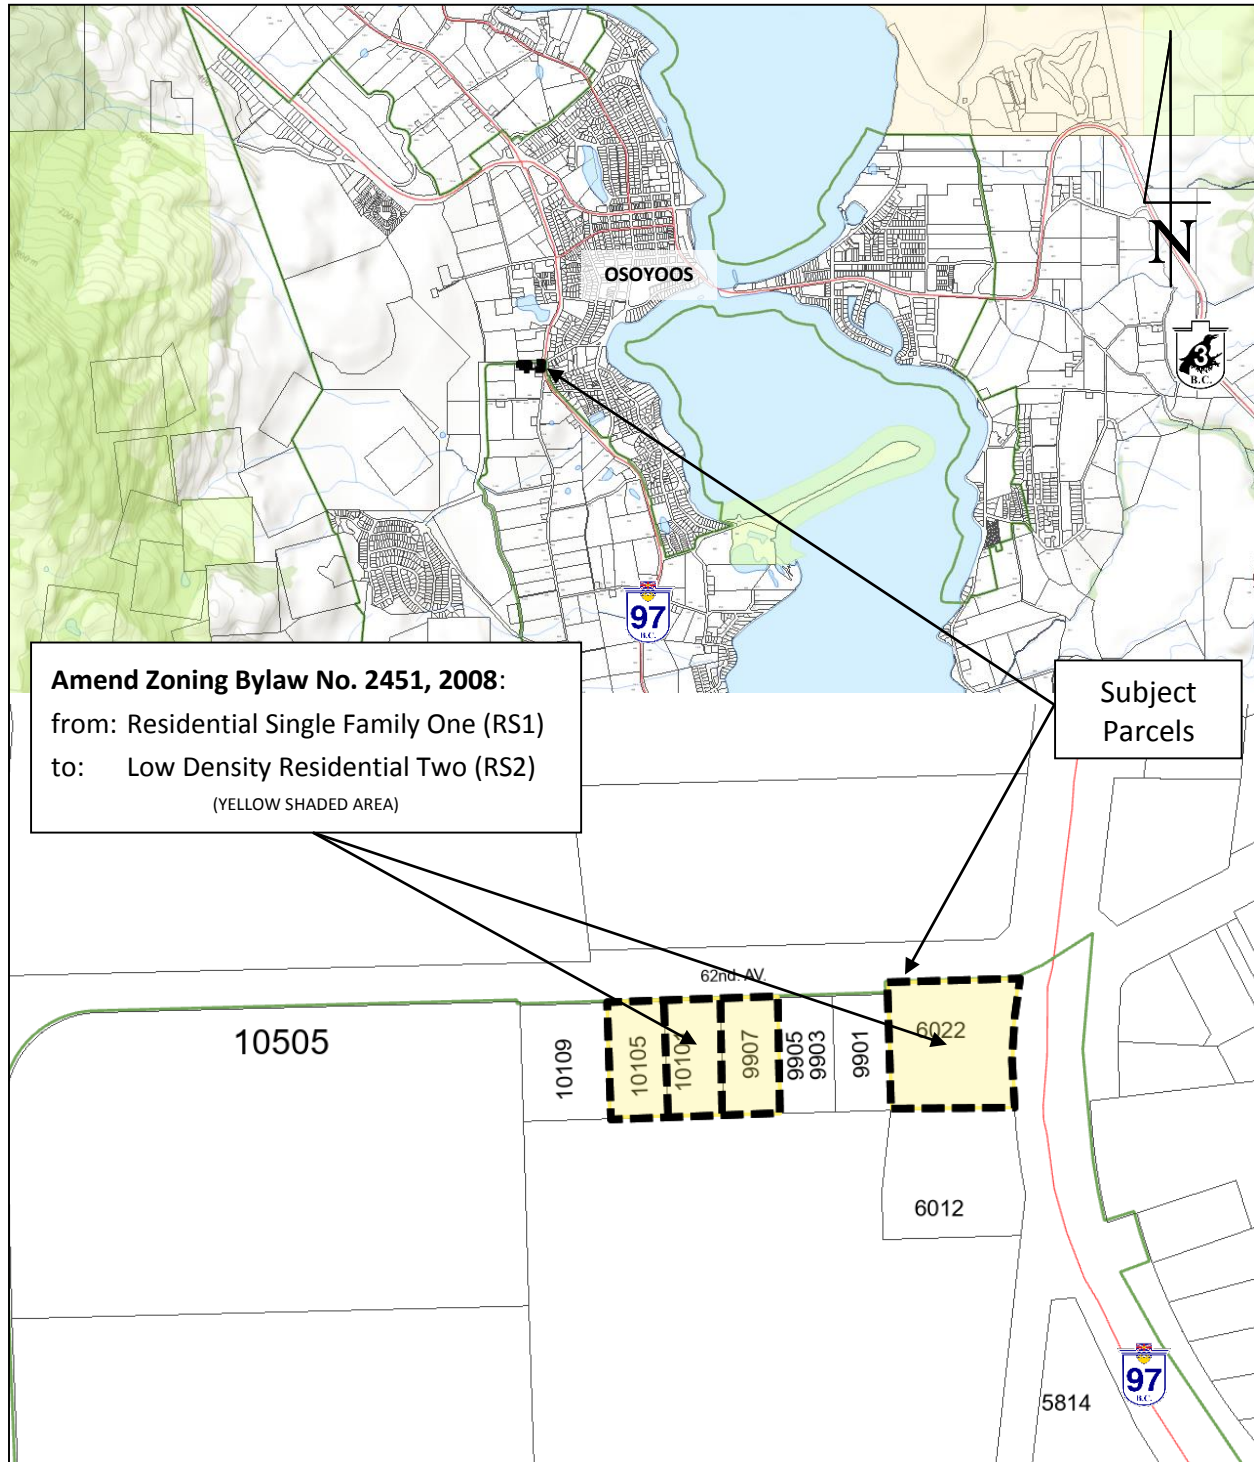 OSOYOOS
N
3
B.C.
97
B.C.
Amend Zoning Bylaw No. 2451, 2008:
from: Residential Single Family One (RS1)
to: Low Density Residential Two (RS2)
(YELLOW SHADED AREA)
Subject
Parcels
62nd. AV.
10505
10109
10105
9907
9905
9903
9901
6022
6012
97
B.C.
5814